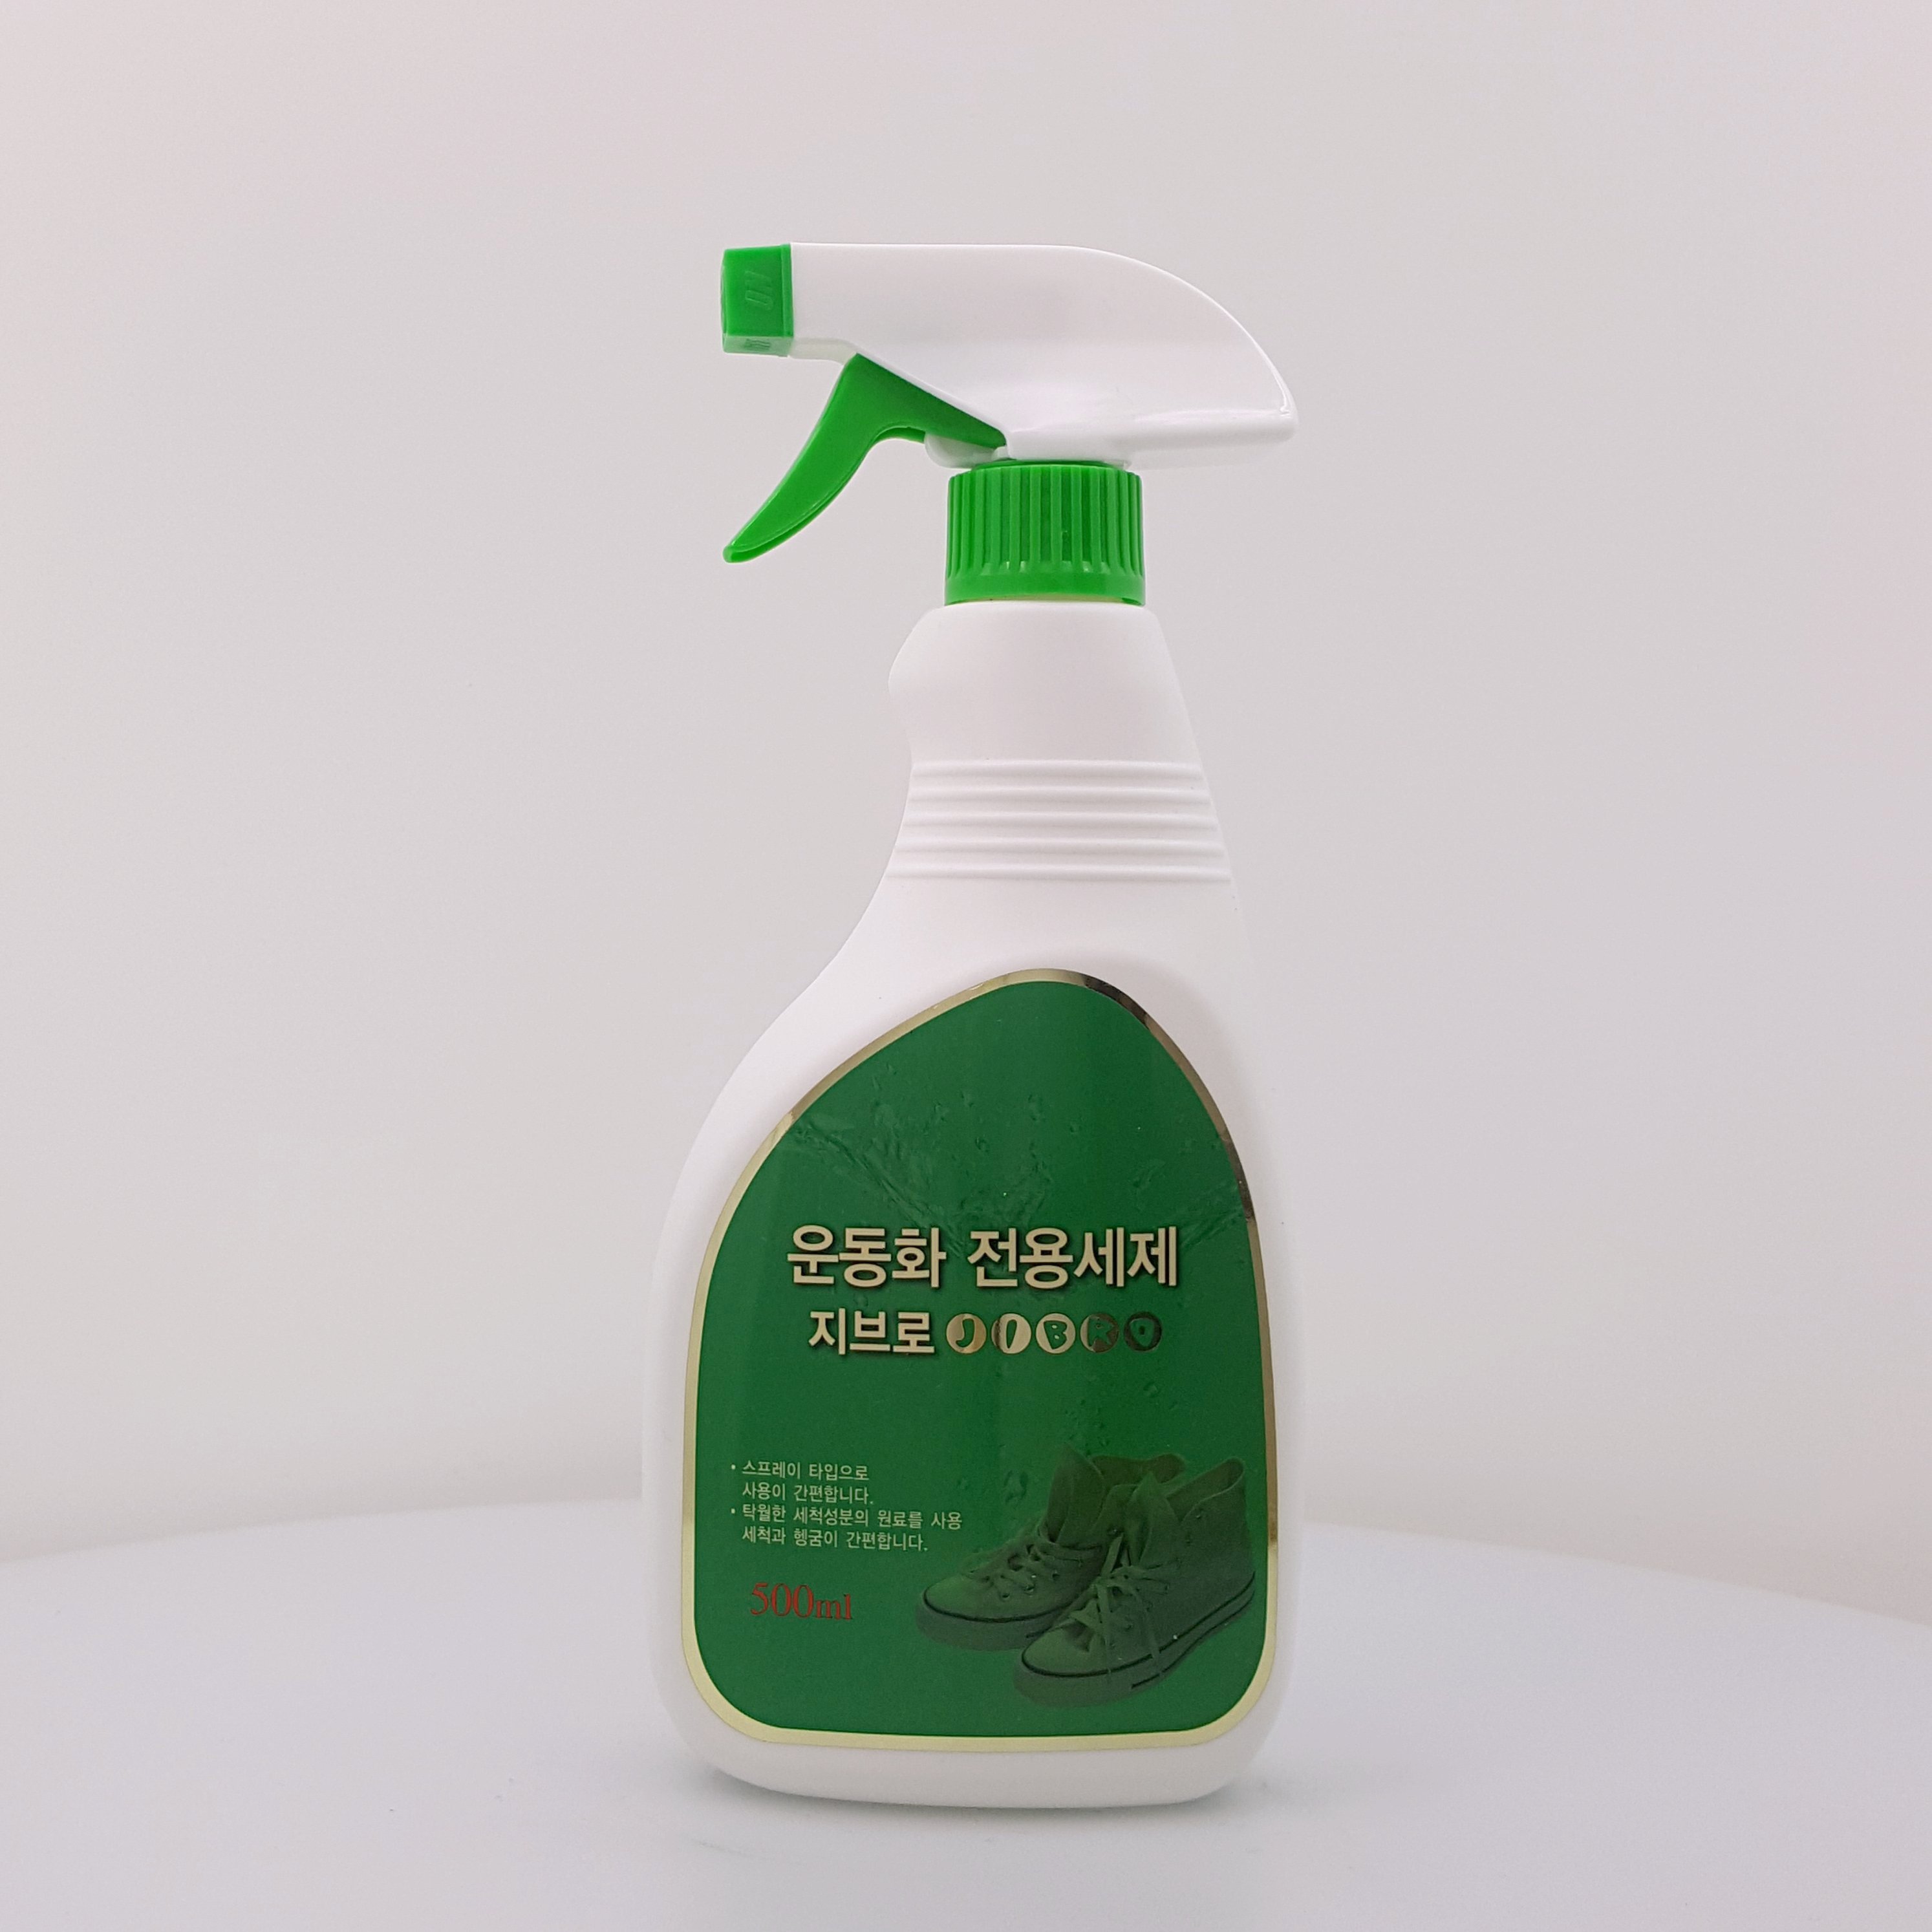 ON
운동화 전용세제
지브로 JIBRO
• 스프레이 타입으로
사용이 간편합니다.
• 탁월한 세척성분의 원료를 사용
세척과 헹굼이 간편합니다.
500ml